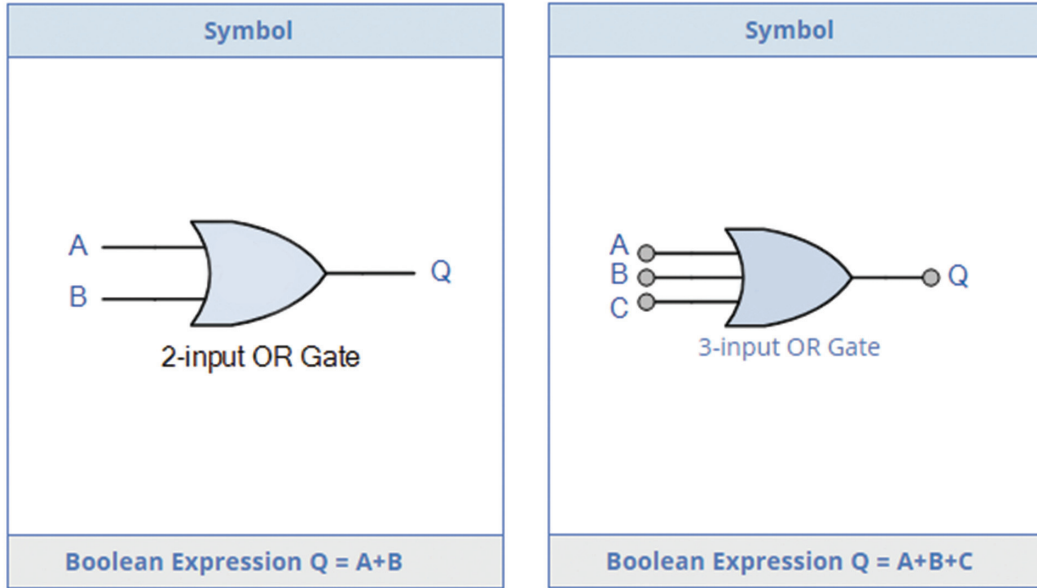 Symbol
A
B
Q
2-input OR Gate
Boolean Expression Q = A+B
Symbol
A
B
C
Q
3-input OR Gate
Boolean Expression Q = A+B+C